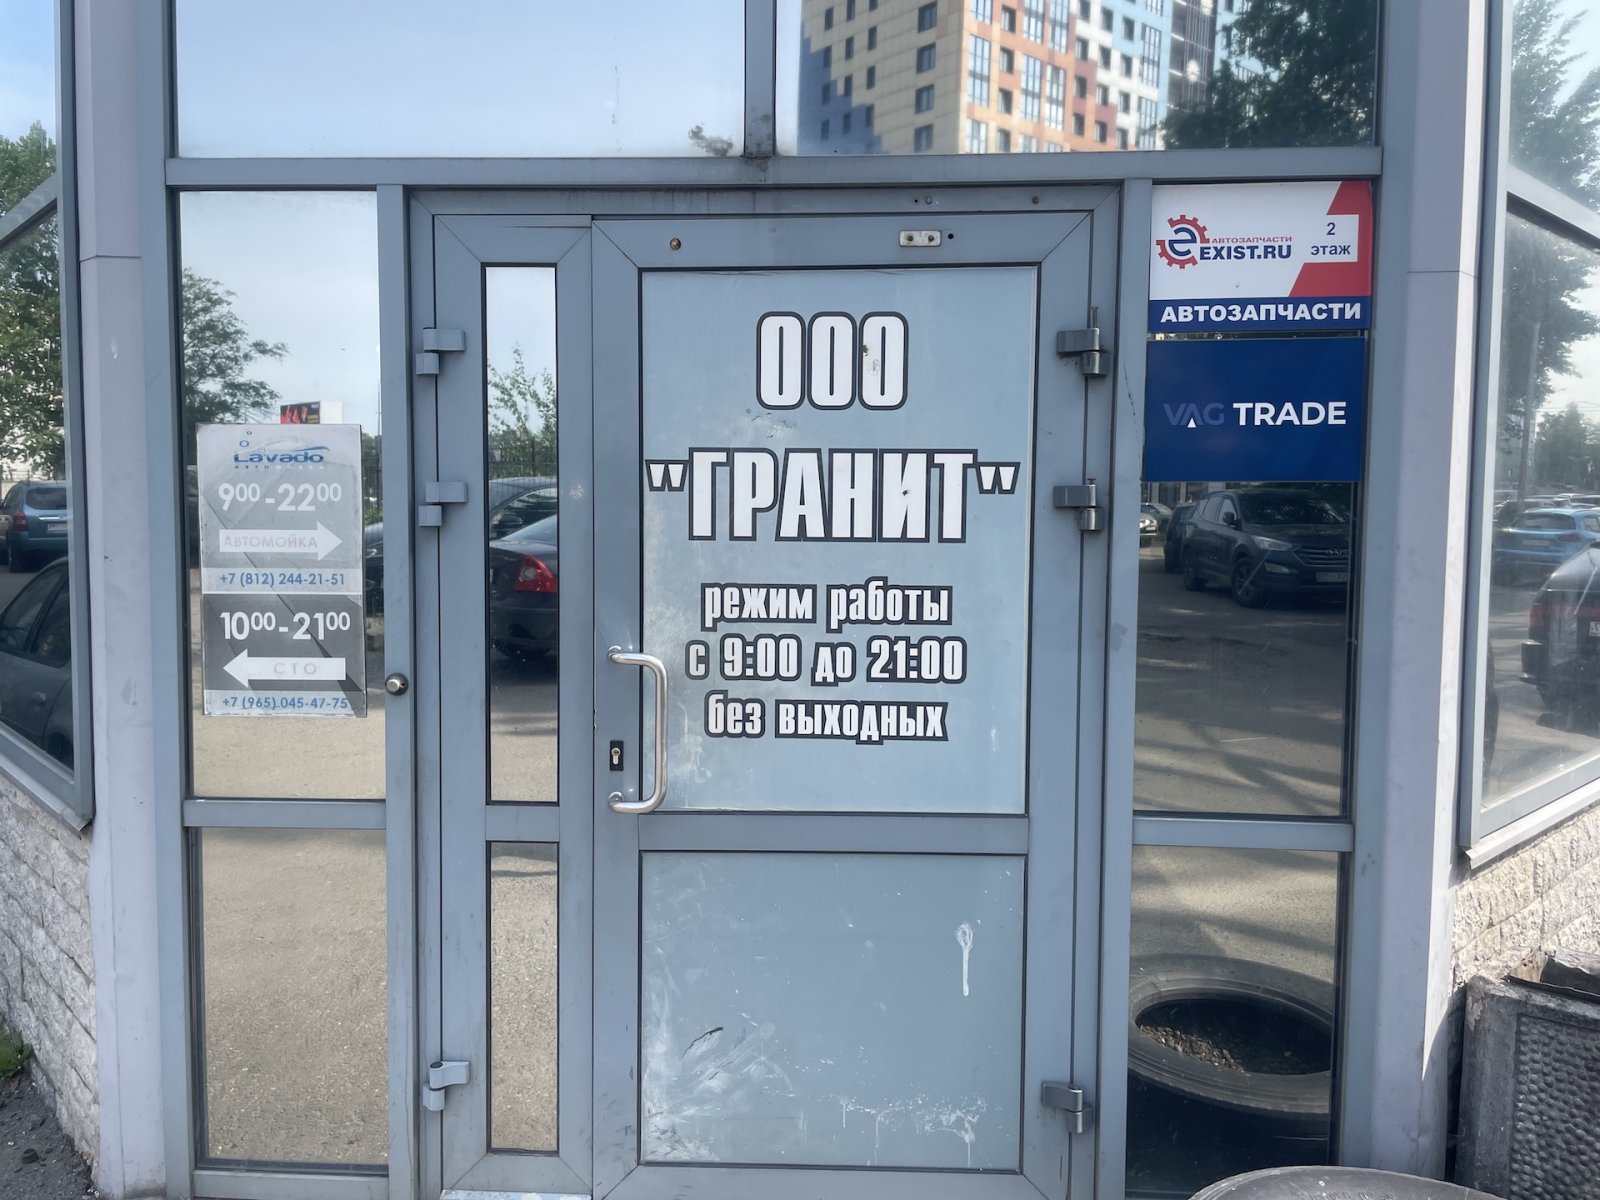 Lavado
АВТОМОЙКА
900-2200
АВТОМОЙКА
+7 (812) 244-21-51
1000-2100
СТО
+7 (965) 045-47-75
ООО
"ГРАНИТ"
режим работы
с 9:00 до 21:00
без выходных
АВТОЗАПЧАСТИ
EXIST.RU
2
этаж
АВТОЗАПЧАСТИ
VAG TRADE